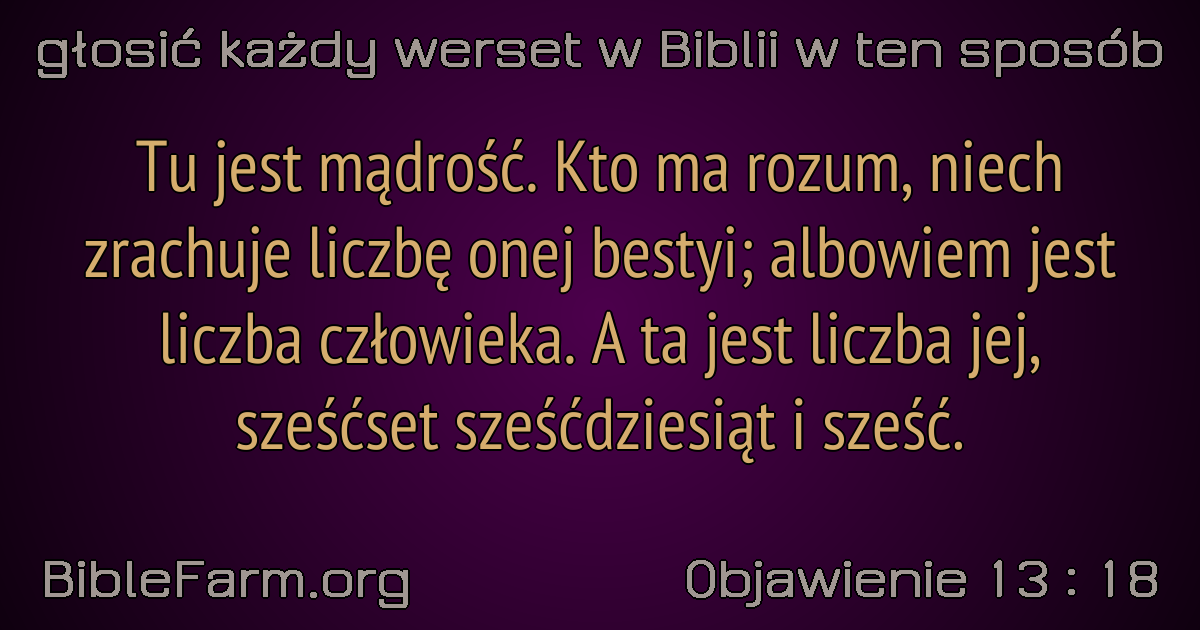 głosić każdy werset w Biblii w ten sposób
Tu jest mądrość. Kto ma rozum, niech
zrachuje liczbę onej bestyi; albowiem jest
liczba człowieka. A ta jest liczba jej,
sześćset sześćdziesiąt i sześć.
BibleFarm.org
Objawienie 13 : 18